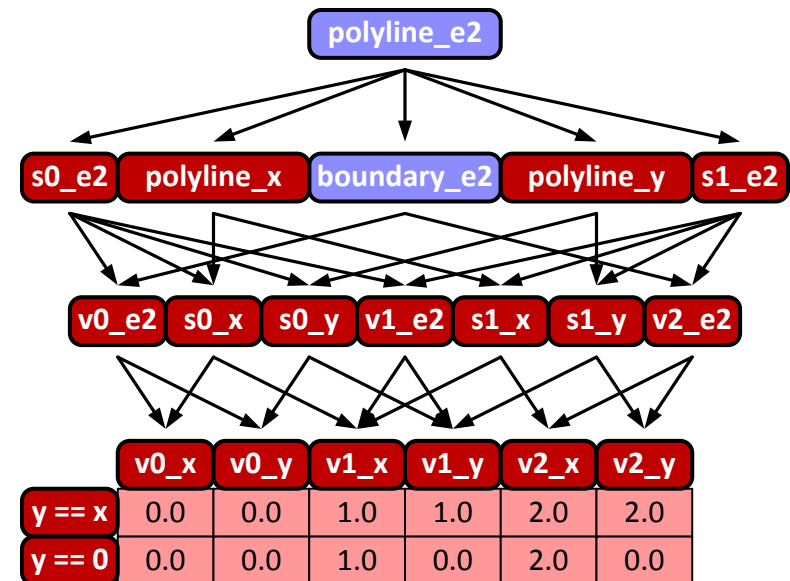 polyline_e2
s0_e2 polyline_x boundary_e2 polyline_y s1_e2
v0_e2 s0_x s0_y v1_e2 s1_x s1_y v2_e2
v0_x v0_y v1_x v1_y v2_x v2_y
y == x 0.0 0.0 1.0 1.0 2.0 2.0
y == 0 0.0 0.0 1.0 0.0 2.0 0.0